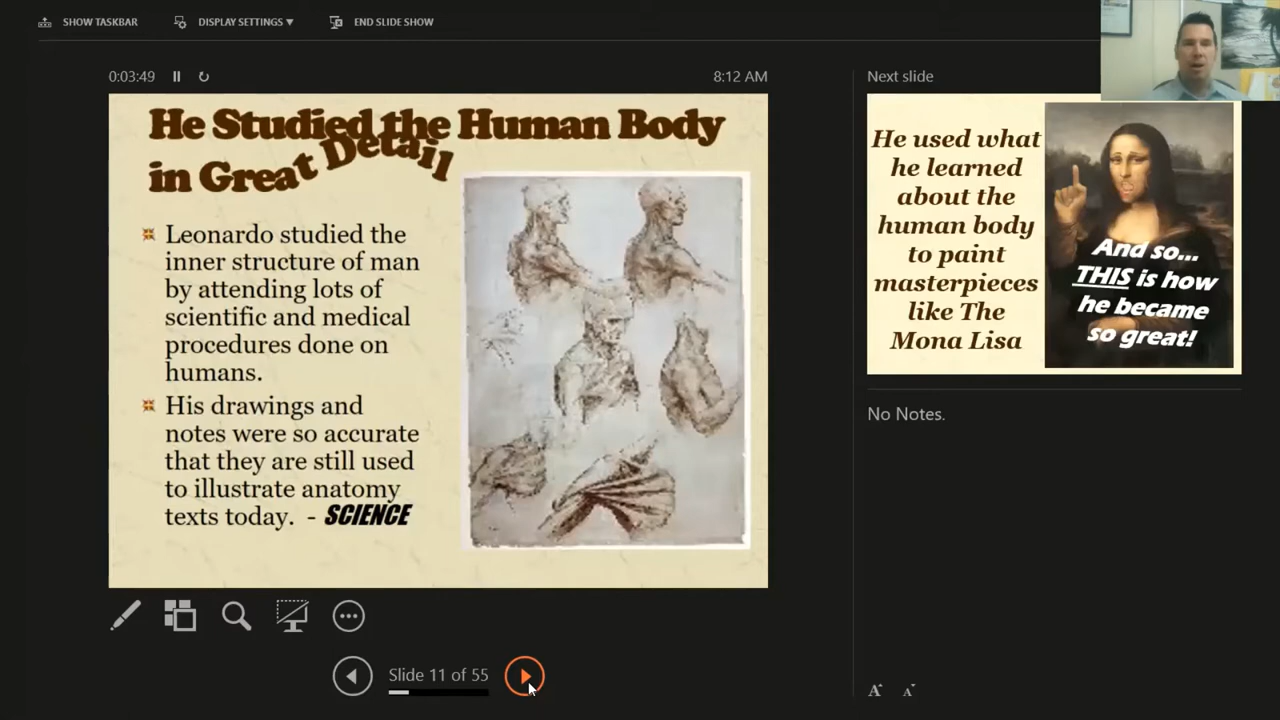 SHOW TASKBAR DISPLAY SETTINGS ▼ END SLIDE SHOW
0:03:49
8:12 AM
He Studied the Human Body
in Great Detail
Leonardo studied the
inner structure of man
by attending lots of
scientific and medical
procedures done on
humans.
His drawings and
notes were so accurate
that they are still used
to illustrate anatomy
texts today. - SCIENCE
Slide 11 of 55
Next slide
He used what
he learned
about the
human body
to paint
masterpieces
like The
Mona Lisa
And so...
THIS is how
he became
so great!
No Notes.
A A